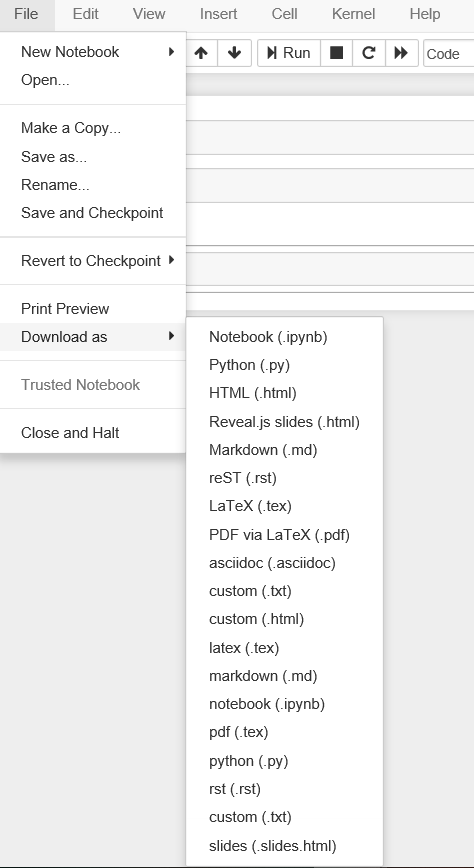 File Edit View Insert Cell Kernel Help
New Notebook
Run Code
Open...
Make a Copy...
Save as...
Rename...
Save and Checkpoint
Revert to Checkpoint
Print Preview
Download as
Trusted Notebook
Close and Halt
Notebook (.ipynb)
Python (.py)
HTML (.html)
Reveal.js slides (.html)
Markdown (.md)
reST (.rst)
LaTeX (.tex)
PDF via LaTeX (.pdf)
asciidoc (.asciidoc)
custom (.txt)
custom (.html)
latex (.tex)
markdown (.md)
notebook (.ipynb)
pdf (.tex)
python (.py)
rst (.rst)
custom (.txt)
slides (.slides.html)